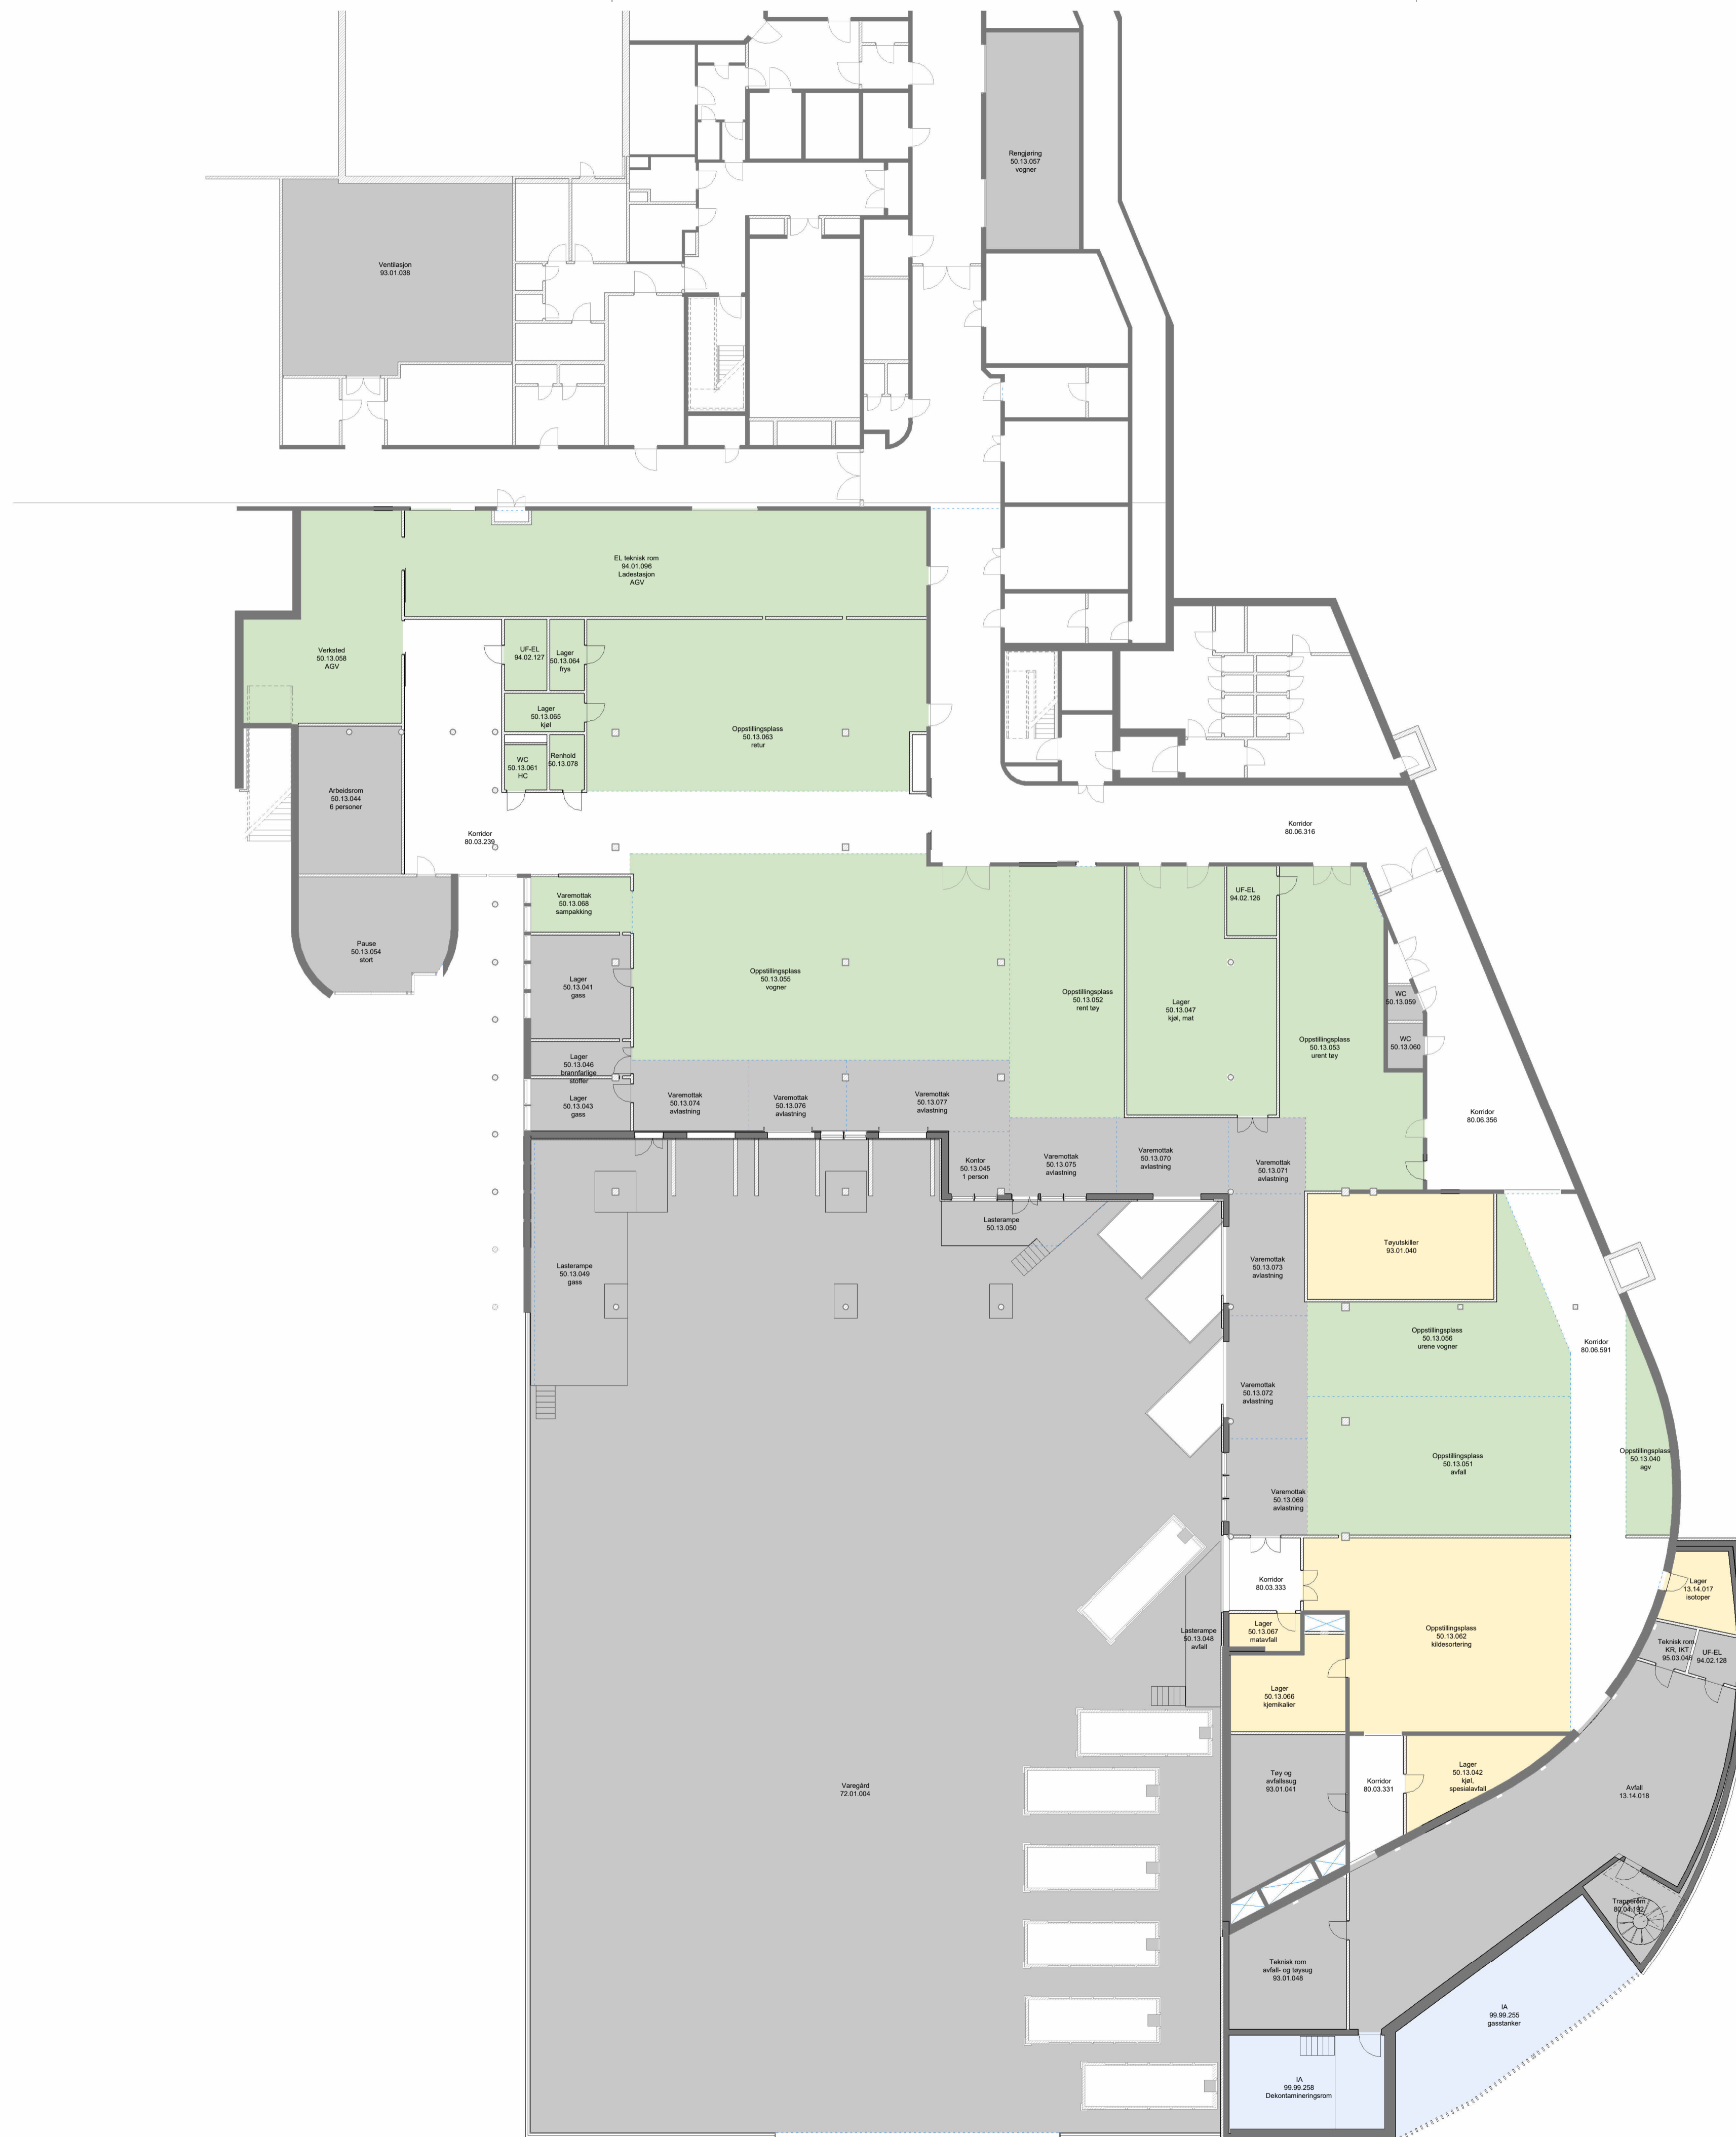 Rengjøring
50.13.057
vogner
Ventilasjon
93.01.038
EL teknisk rom
94.01.096
Ladestasjon
AGV
Verksted
50.13.058
AGV
UF-EL
94.02.127
Lager
50.13.064
frys
Lager
50.13.065
kjøl
WC
50.13.061
HC
Renhold
50.13.078
Oppstillingsplass
50.13.063
retur
Arbeidsrom
50.13.044
6 personer
Korridor
80.03.239
Korridor
80.06.316
Pause
50.13.054
stort
Varemottak
50.13.068
sampakking
UF-EL
94.02.126
Lager
50.13.041
gass
Oppstillingsplass
50.13.055
vogner
Oppstillingsplass
50.13.052
rent tøy
Lager
50.13.047
kjøl, mat
Oppstillingsplass
50.13.053
urent tøy
WC
50.13.059
WC
50.13.060
Lager
50.13.046
brannfarlige
stoffer
Lager
50.13.043
gass
Varemottak
50.13.074
avlastning
Varemottak
50.13.076
avlastning
Varemottak
50.13.077
avlastning
Korridor
80.06.356
Kontor
50.13.045
1 person
Varemottak
50.13.075
avlastning
Varemottak
50.13.070
avlastning
Varemottak
50.13.071
avlastning
Lasterampe
50.13.050
Lasterampe
50.13.049
gass
Varemottak
50.13.073
avlastning
Tøyutskiller
93.01.040
Oppstillingsplass
50.13.056
urene vogner
Korridor
80.06.591
Varemottak
50.13.072
avlastning
Oppstillingsplass
50.13.051
avfall
Oppstillingsplass
50.13.040
agv
Varemottak
50.13.069
avlastning
Korridor
80.03.333
Lager
13.14.017
isotoper
Lasterampe
50.13.048
avfall
Lager
50.13.067
matavfall
Oppstillingsplass
50.13.062
kildesortering
Teknisk rom
KR, IKT
95.03.046
UF-EL
94.02.128
Lager
50.13.066
kjemikalier
Varegård
72.01.004
Tøy og
avfallssug
93.01.041
Korridor
80.03.331
Lager
50.13.042
kjøl,
spesialavfall
Avfall
13.14.018
Trapperom
80.04.192
Teknisk rom
avfall- og tøysug
93.01.048
IA
99.99.255
gasstanker
IA
99.99.258
Dekontamineringsrom